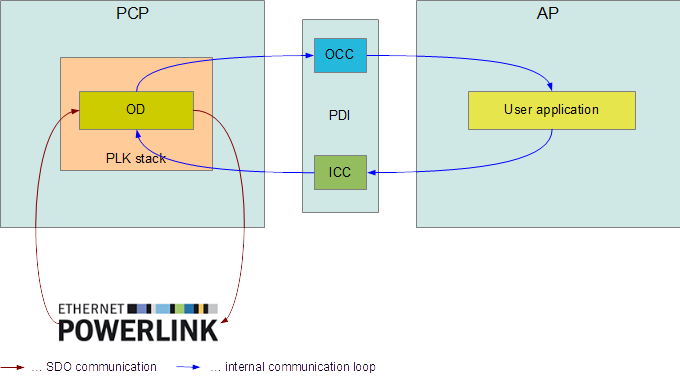 PCP
AP
OCC
OD
User application
PDI
PLK stack
ICC
ETHERNET
POWERLINK
... SDO communication
... internal communication loop